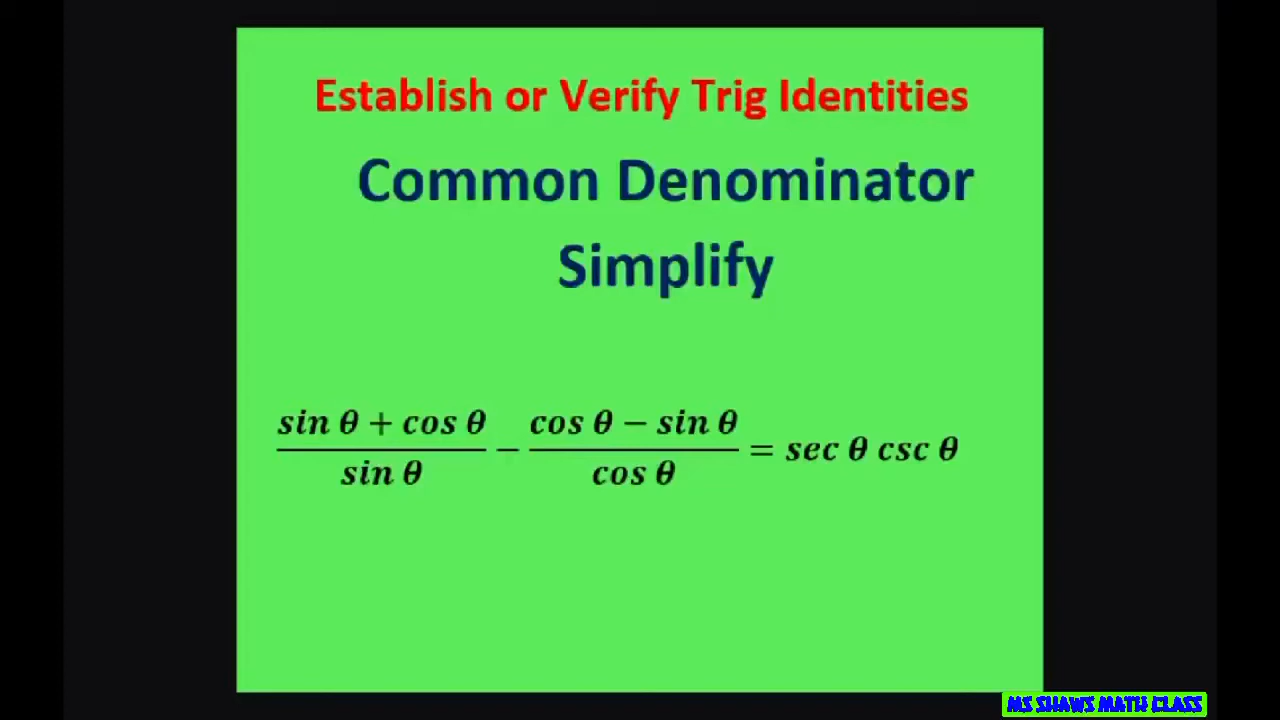 Establish or Verify Trig Identities
Common Denominator
Simplify
sin θ + cos θ / sin θ − cos θ − sin θ / cos θ = sec θ csc θ
MS SHAWS MATH CLASS